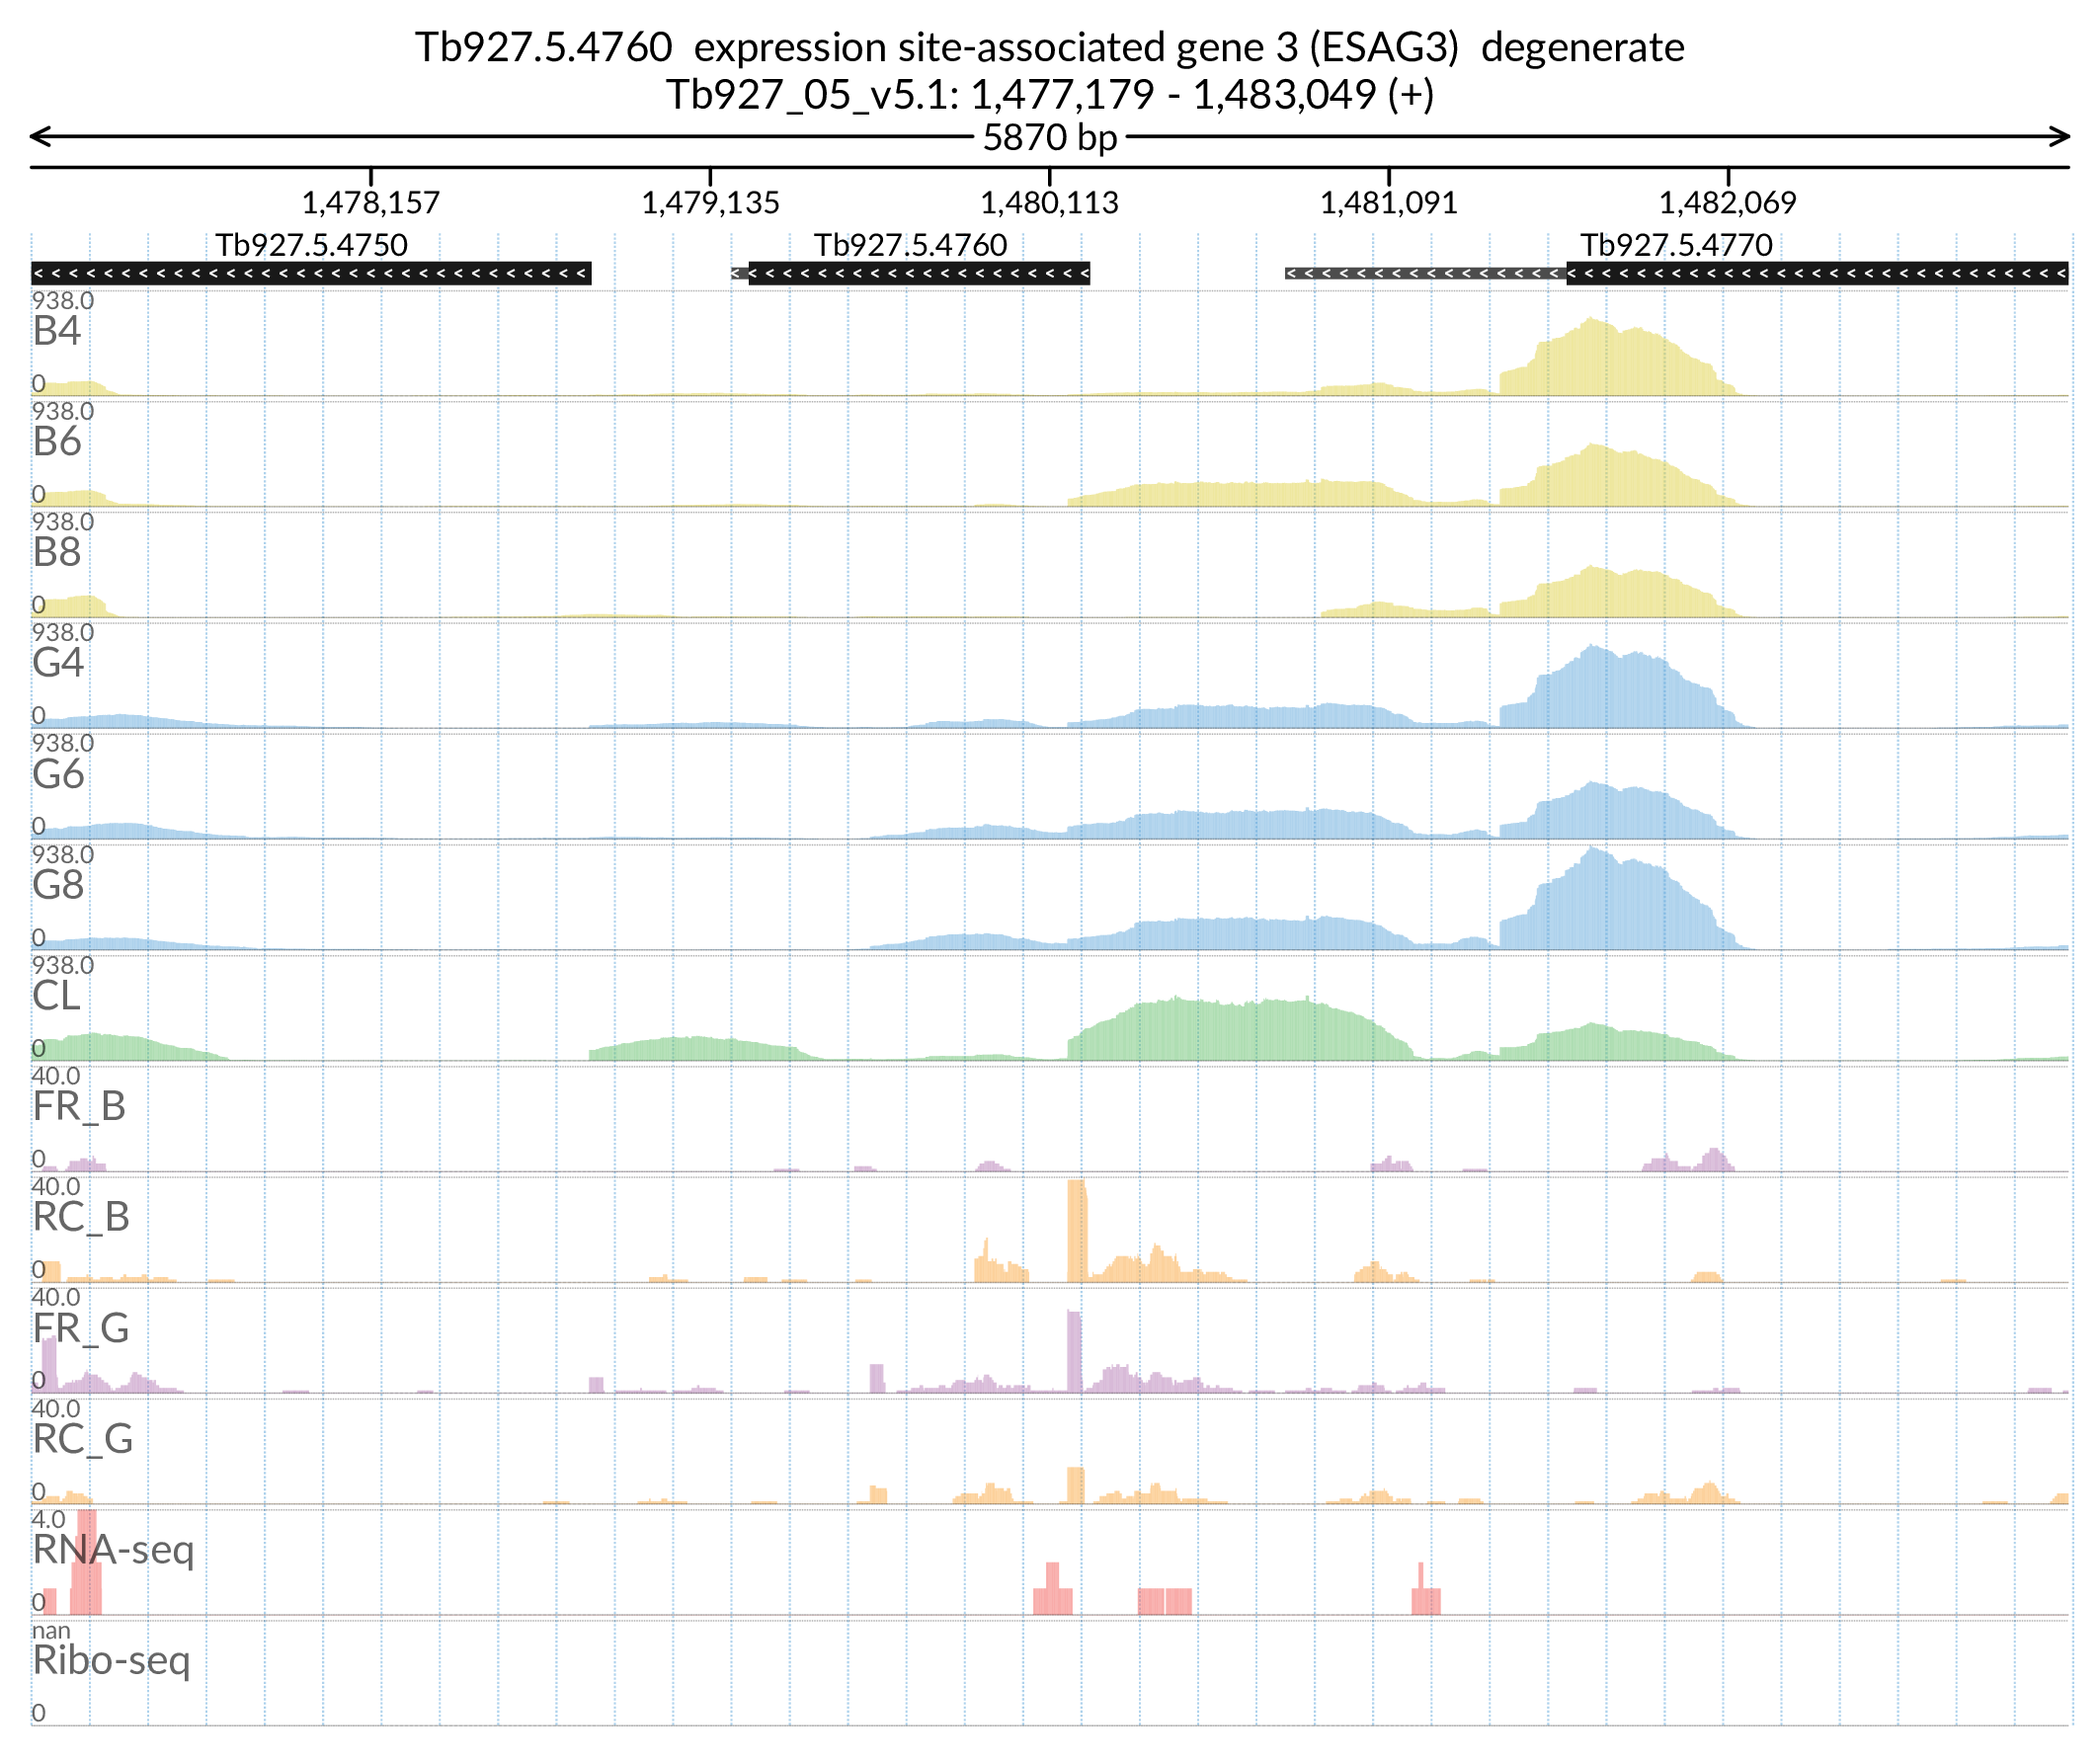 Tb927.5.4760 expression site-associated gene 3 (ESAG3) degenerate
Tb927_05_v5.1: 1,477,179 - 1,483,049 (+)
5870 bp
1,478,157 1,479,135 1,480,113 1,481,091 1,482,069
Tb927.5.4750 Tb927.5.4760 Tb927.5.4770
938.0
B4
0
938.0
B6
0
938.0
B8
0
938.0
G4
0
938.0
G6
0
938.0
G8
0
938.0
CL
0
40.0
FR_B
0
40.0
RC_B
0
40.0
FR_G
0
40.0
RC_G
0
4.0
RNA-seq
0
nan
Ribo-seq
0